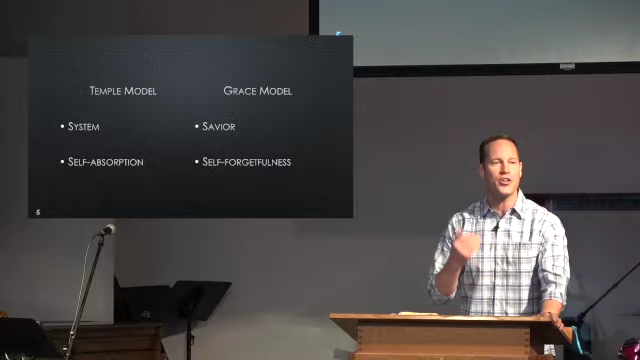 Temple Model
Grace Model
• System
• Savior
• Self-absorption
• Self-forgetfulness
5